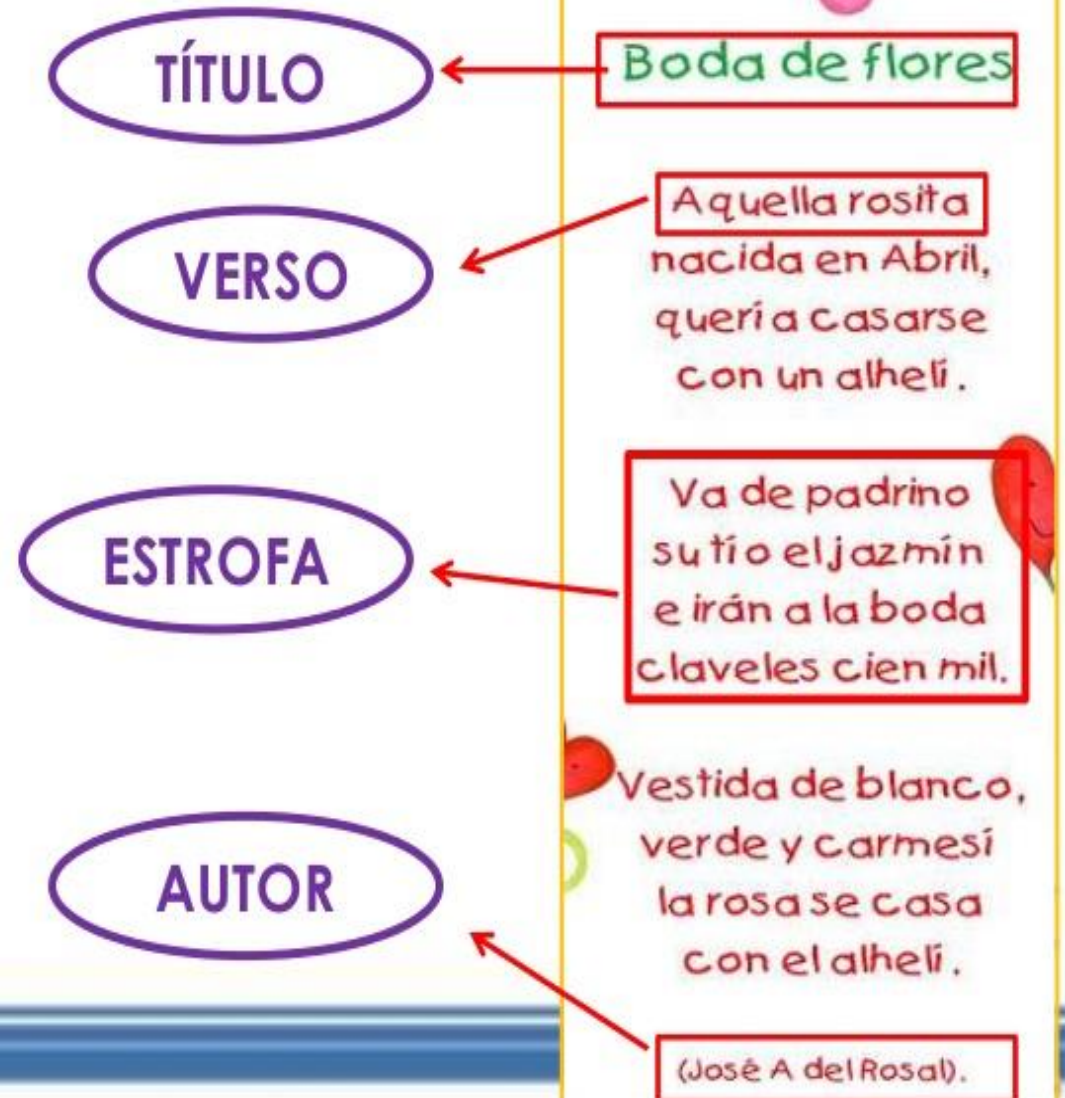 TÍTULO
Boda de flores
VERSO
Aquella rosita
nacida en Abril,
quería casarse
con un alhelí.
ESTROFA
Va de padrino
su tío el jazmín
e irán a la boda
claveles cien mil.
AUTOR
Vestida de blanco,
verde y carmesí
la rosa se casa
con el alhelí.
(José A del Rosal).